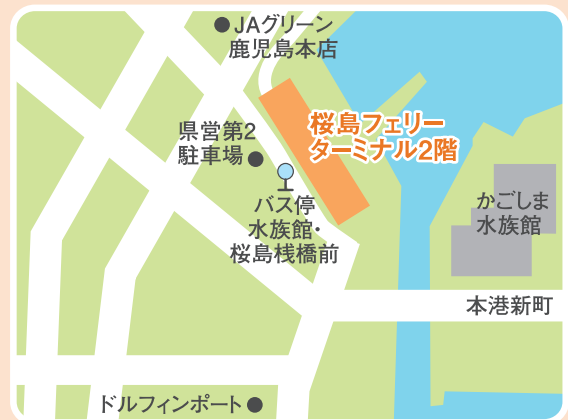 JAグリーン
鹿児島本店
桜島フェリー
ターミナル2階
県営第2
駐車場
かごしま
水族館
バス停
水族館・
桜島桟橋前
本港新町
ドルフィンポート